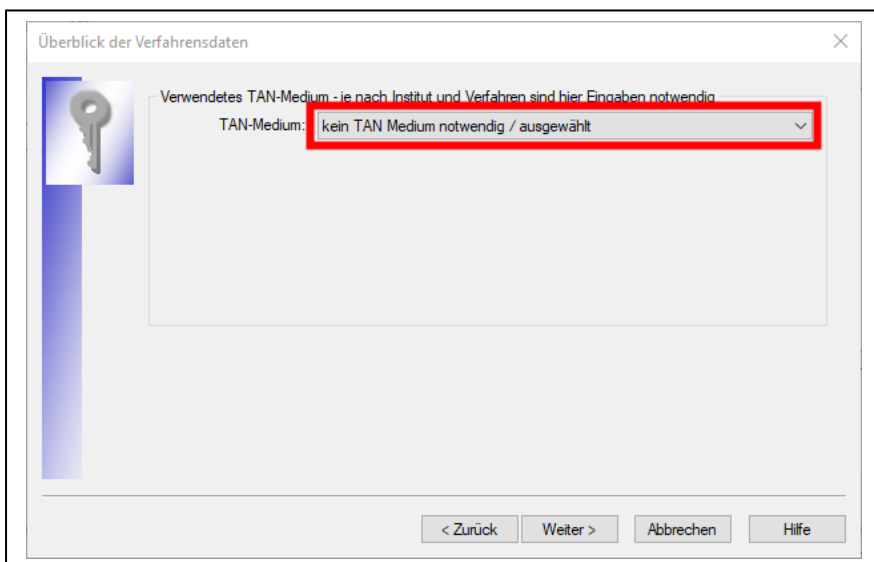 Überblick der Verfahrensdaten
Verwendetes TAN-Medium - je nach Institut und Verfahren sind hier Eingaben notwendig
TAN-Medium: kein TAN Medium notwendig / ausgewählt
< Zurück Weiter > Abbrechen Hilfe